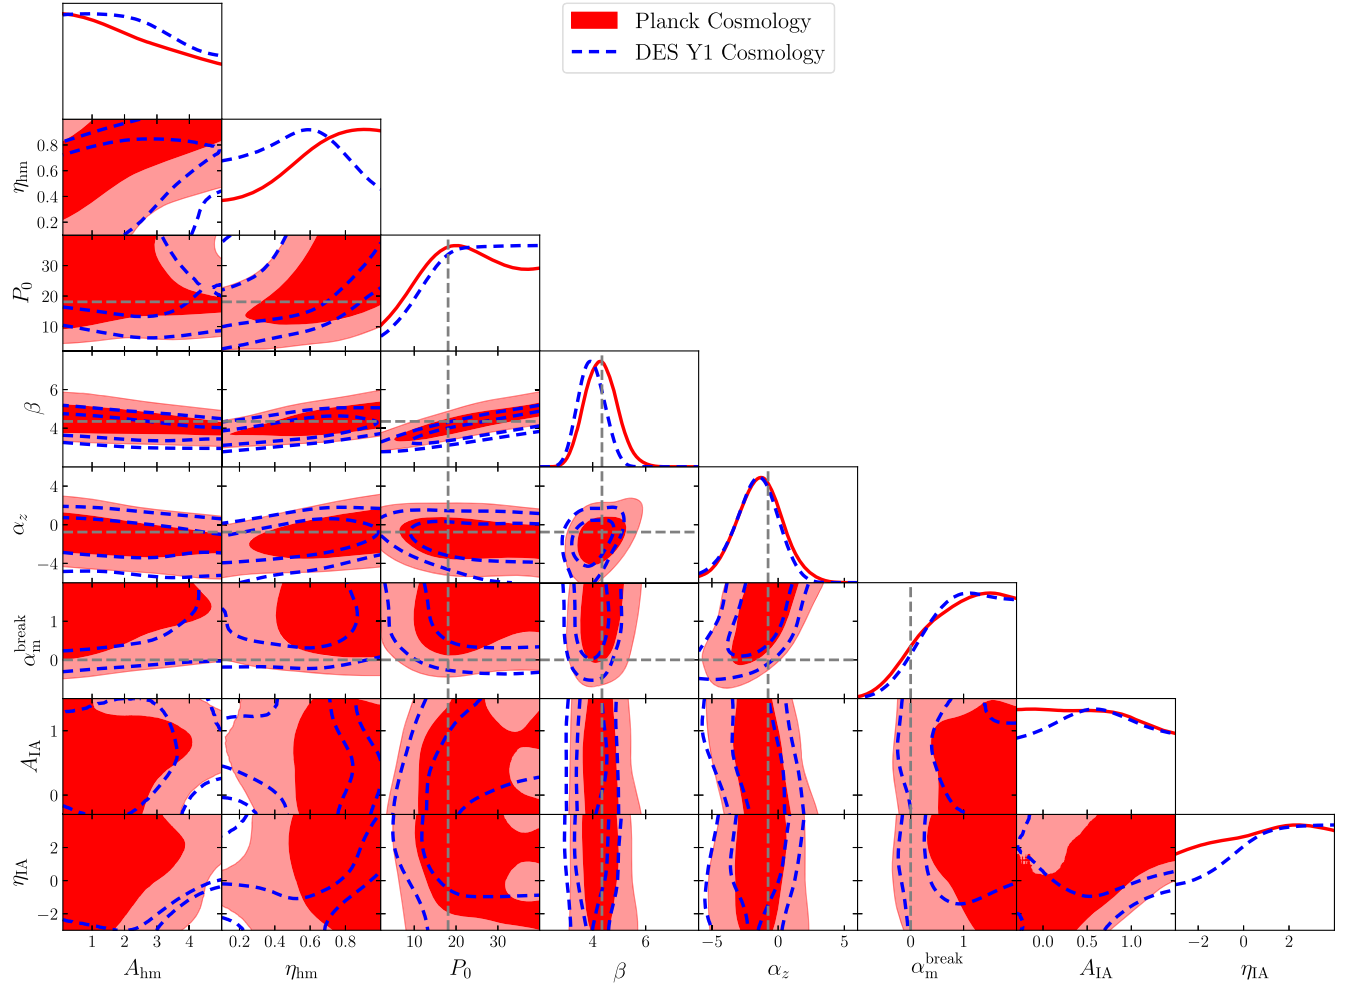 Planck Cosmology
DES Y1 Cosmology
η_hm 0.8 0.6 0.4 0.2
P_0 30 20 10
β 6 4
α_z 4 0 −4
α_m^break 1 0
A_IA 1 0
η_IA 2 0 −2
1 2 3 4 0.2 0.4 0.6 0.8 10 20 30 4 6 −5 0 5 0 1 0.0 0.5 1.0 −2 0 2
A_hm η_hm P_0 β α_z α_m^break A_IA η_IA